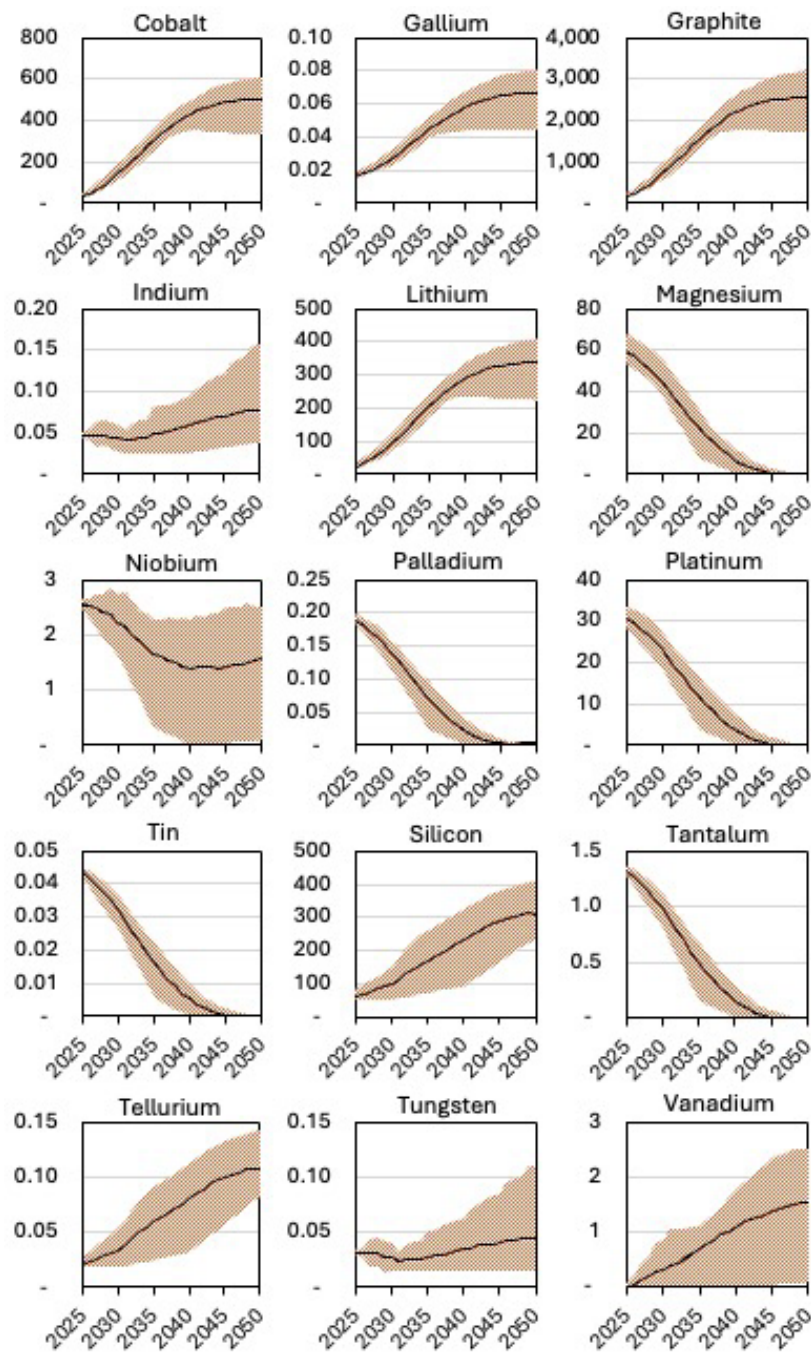 Cobalt Gallium Graphite
800 0.10 4,000
600 0.08 3,000
400 0.06 2,000
0.04
200 0.02 1,000
- - -
2025 2030 2035 2040 2045 2050 2025 2030 2035 2040 2045 2050 2025 2030 2035 2040 2045 2050
Indium Lithium Magnesium
0.20 500 80
0.15 400 60
300
0.10 200 40
0.05 100 20
- - -
2025 2030 2035 2040 2045 2050 2025 2030 2035 2040 2045 2050 2025 2030 2035 2040 2045 2050
Niobium Palladium Platinum
3 0.25 40
2 0.20 30
0.15
1 0.10 20
0.05 10
- - -
2025 2030 2035 2040 2045 2050 2025 2030 2035 2040 2045 2050 2025 2030 2035 2040 2045 2050
Tin Silicon Tantalum
0.05 500 1.5
0.04 400
0.03 300 1.0
0.02 200 0.5
0.01 100
- - -
2025 2030 2035 2040 2045 2050 2025 2030 2035 2040 2045 2050 2025 2030 2035 2040 2045 2050
Tellurium Tungsten Vanadium
0.15 0.15 3
0.10 0.10 2
0.05 0.05 1
- - -
2025 2030 2035 2040 2045 2050 2025 2030 2035 2040 2045 2050 2025 2030 2035 2040 2045 2050